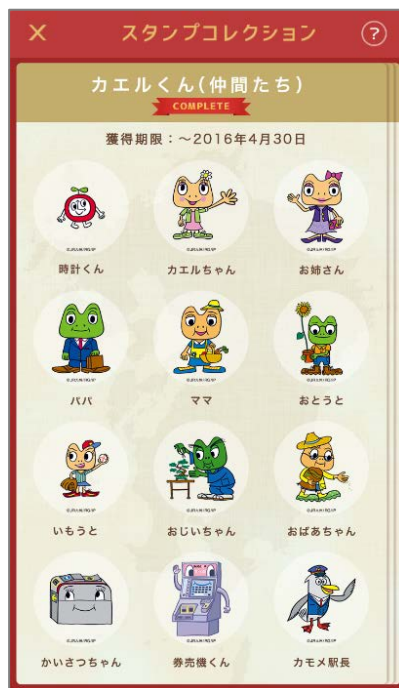 × スタンプコレクション ?
カエルくん(仲間たち)
COMPLETE
獲得期限：〜2016年4月30日
時計くん カエルちゃん お姉さん
パパ ママ おとうと
いもうと おじいちゃん おばあちゃん
かいさつちゃん 券売機くん カモメ駅長